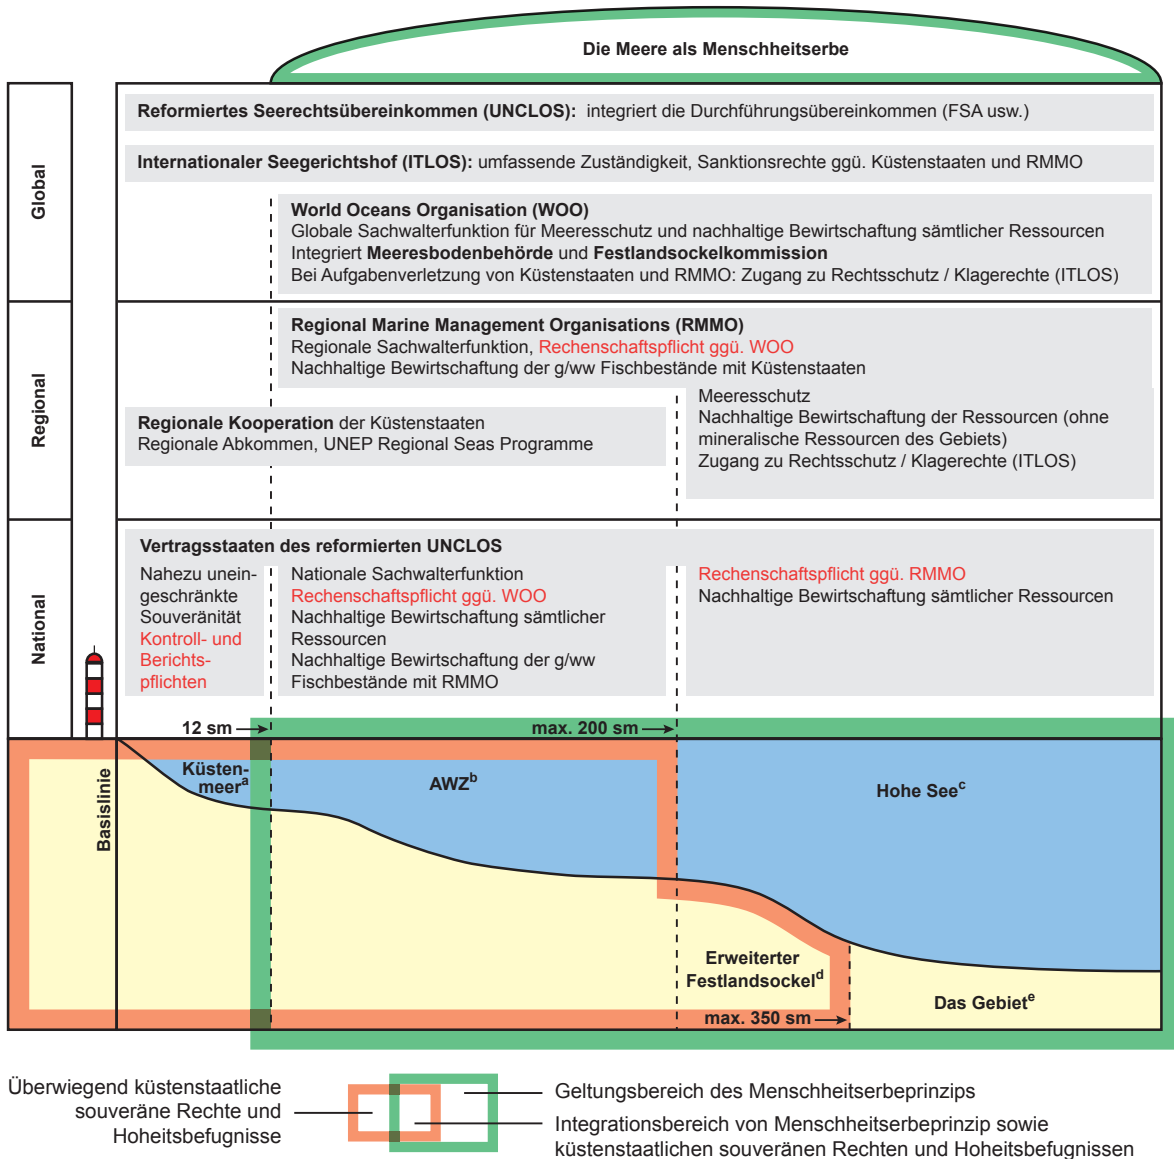 Die Meere als Menschheitserbe
Global
Reformiertes Seerechtsübereinkommen (UNCLOS): integriert die Durchführungsübereinkommen (FSA usw.)
Internationaler Seegerichtshof (ITLOS): umfassende Zuständigkeit, Sanktionsrechte ggü. Küstenstaaten und RMMO
World Oceans Organisation (WOO)
Globale Sachwalterfunktion für Meeresschutz und nachhaltige Bewirtschaftung sämtlicher Ressourcen
Integriert Meeresbodenbehörde und Festlandsockelkommission
Bei Aufgabenverletzung von Küstenstaaten und RMMO: Zugang zu Rechtsschutz / Klagerechte (ITLOS)
Regional
Regional Marine Management Organisations (RMMO)
Regionale Sachwalterfunktion, Rechenschaftspflicht ggü. WOO
Nachhaltige Bewirtschaftung der g/ww Fischbestände mit Küstenstaaten
Meeresschutz
Nachhaltige Bewirtschaftung der Ressourcen (ohne
mineralische Ressourcen des Gebiets)
Zugang zu Rechtsschutz / Klagerechte (ITLOS)
Regionale Kooperation der Küstenstaaten
Regionale Abkommen, UNEP Regional Seas Programme
National
Vertragsstaaten des reformierten UNCLOS
Nahezu unein-
geschränkte
Souveränität
Kontroll- und
Berichts-
pflichten
Nationale Sachwalterfunktion
Rechenschaftspflicht ggü. WOO
Nachhaltige Bewirtschaftung sämtlicher
Ressourcen
Nachhaltige Bewirtschaftung der g/ww
Fischbestände mit RMMO
Rechenschaftspflicht ggü. RMMO
Nachhaltige Bewirtschaftung sämtlicher Ressourcen
12 sm
max. 200 sm
Basislinie
Küsten-
meer a
AWZ b
Hohe See c
Erweiterter
Festlandsockel d
Das Gebiet e
max. 350 sm
Überwiegend küstenstaatliche
souveräne Rechte und
Hoheitsbefugnisse
Geltungsbereich des Menschheitserbeprinzips
Integrationsbereich von Menschheitserbeprinzip sowie
küstenstaatlichen souveränen Rechten und Hoheitsbefugnissen